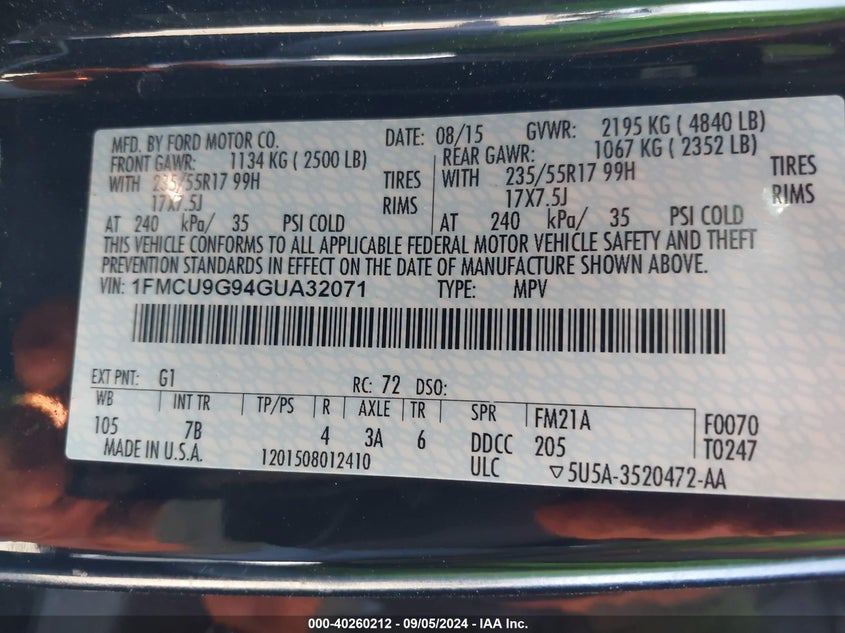 MFD. BY FORD MOTOR CO. DATE: 08/15 GVWR: 2195 KG ( 4840 LB)
FRONT GAWR: 1134 KG ( 2500 LB) REAR GAWR: 1067 KG ( 2352 LB)
WITH 235/55R17 99H TIRES WITH 235/55R17 99H TIRES
17X7.5J RIMS 17X7.5J RIMS
AT 240 kPa/ 35 PSI COLD AT 240 kPa/ 35 PSI COLD
THIS VEHICLE CONFORMS TO ALL APPLICABLE FEDERAL MOTOR VEHICLE SAFETY AND THEFT
PREVENTION STANDARDS IN EFFECT ON THE DATE OF MANUFACTURE SHOWN ABOVE.
VIN: 1FMCU9G94GUA32071 TYPE: MPV
EXT PNT: G1 RC: 72 DSO:
WB INT TR TP/PS R AXLE TR SPR FM21A F0070
105 7B 4 3A 6 DDCC 205 T0247
MADE IN U.S.A. 1201508012410 ULC ▽5U5A-3520472-AA
000-40260212 - 09/05/2024 - IAA Inc.